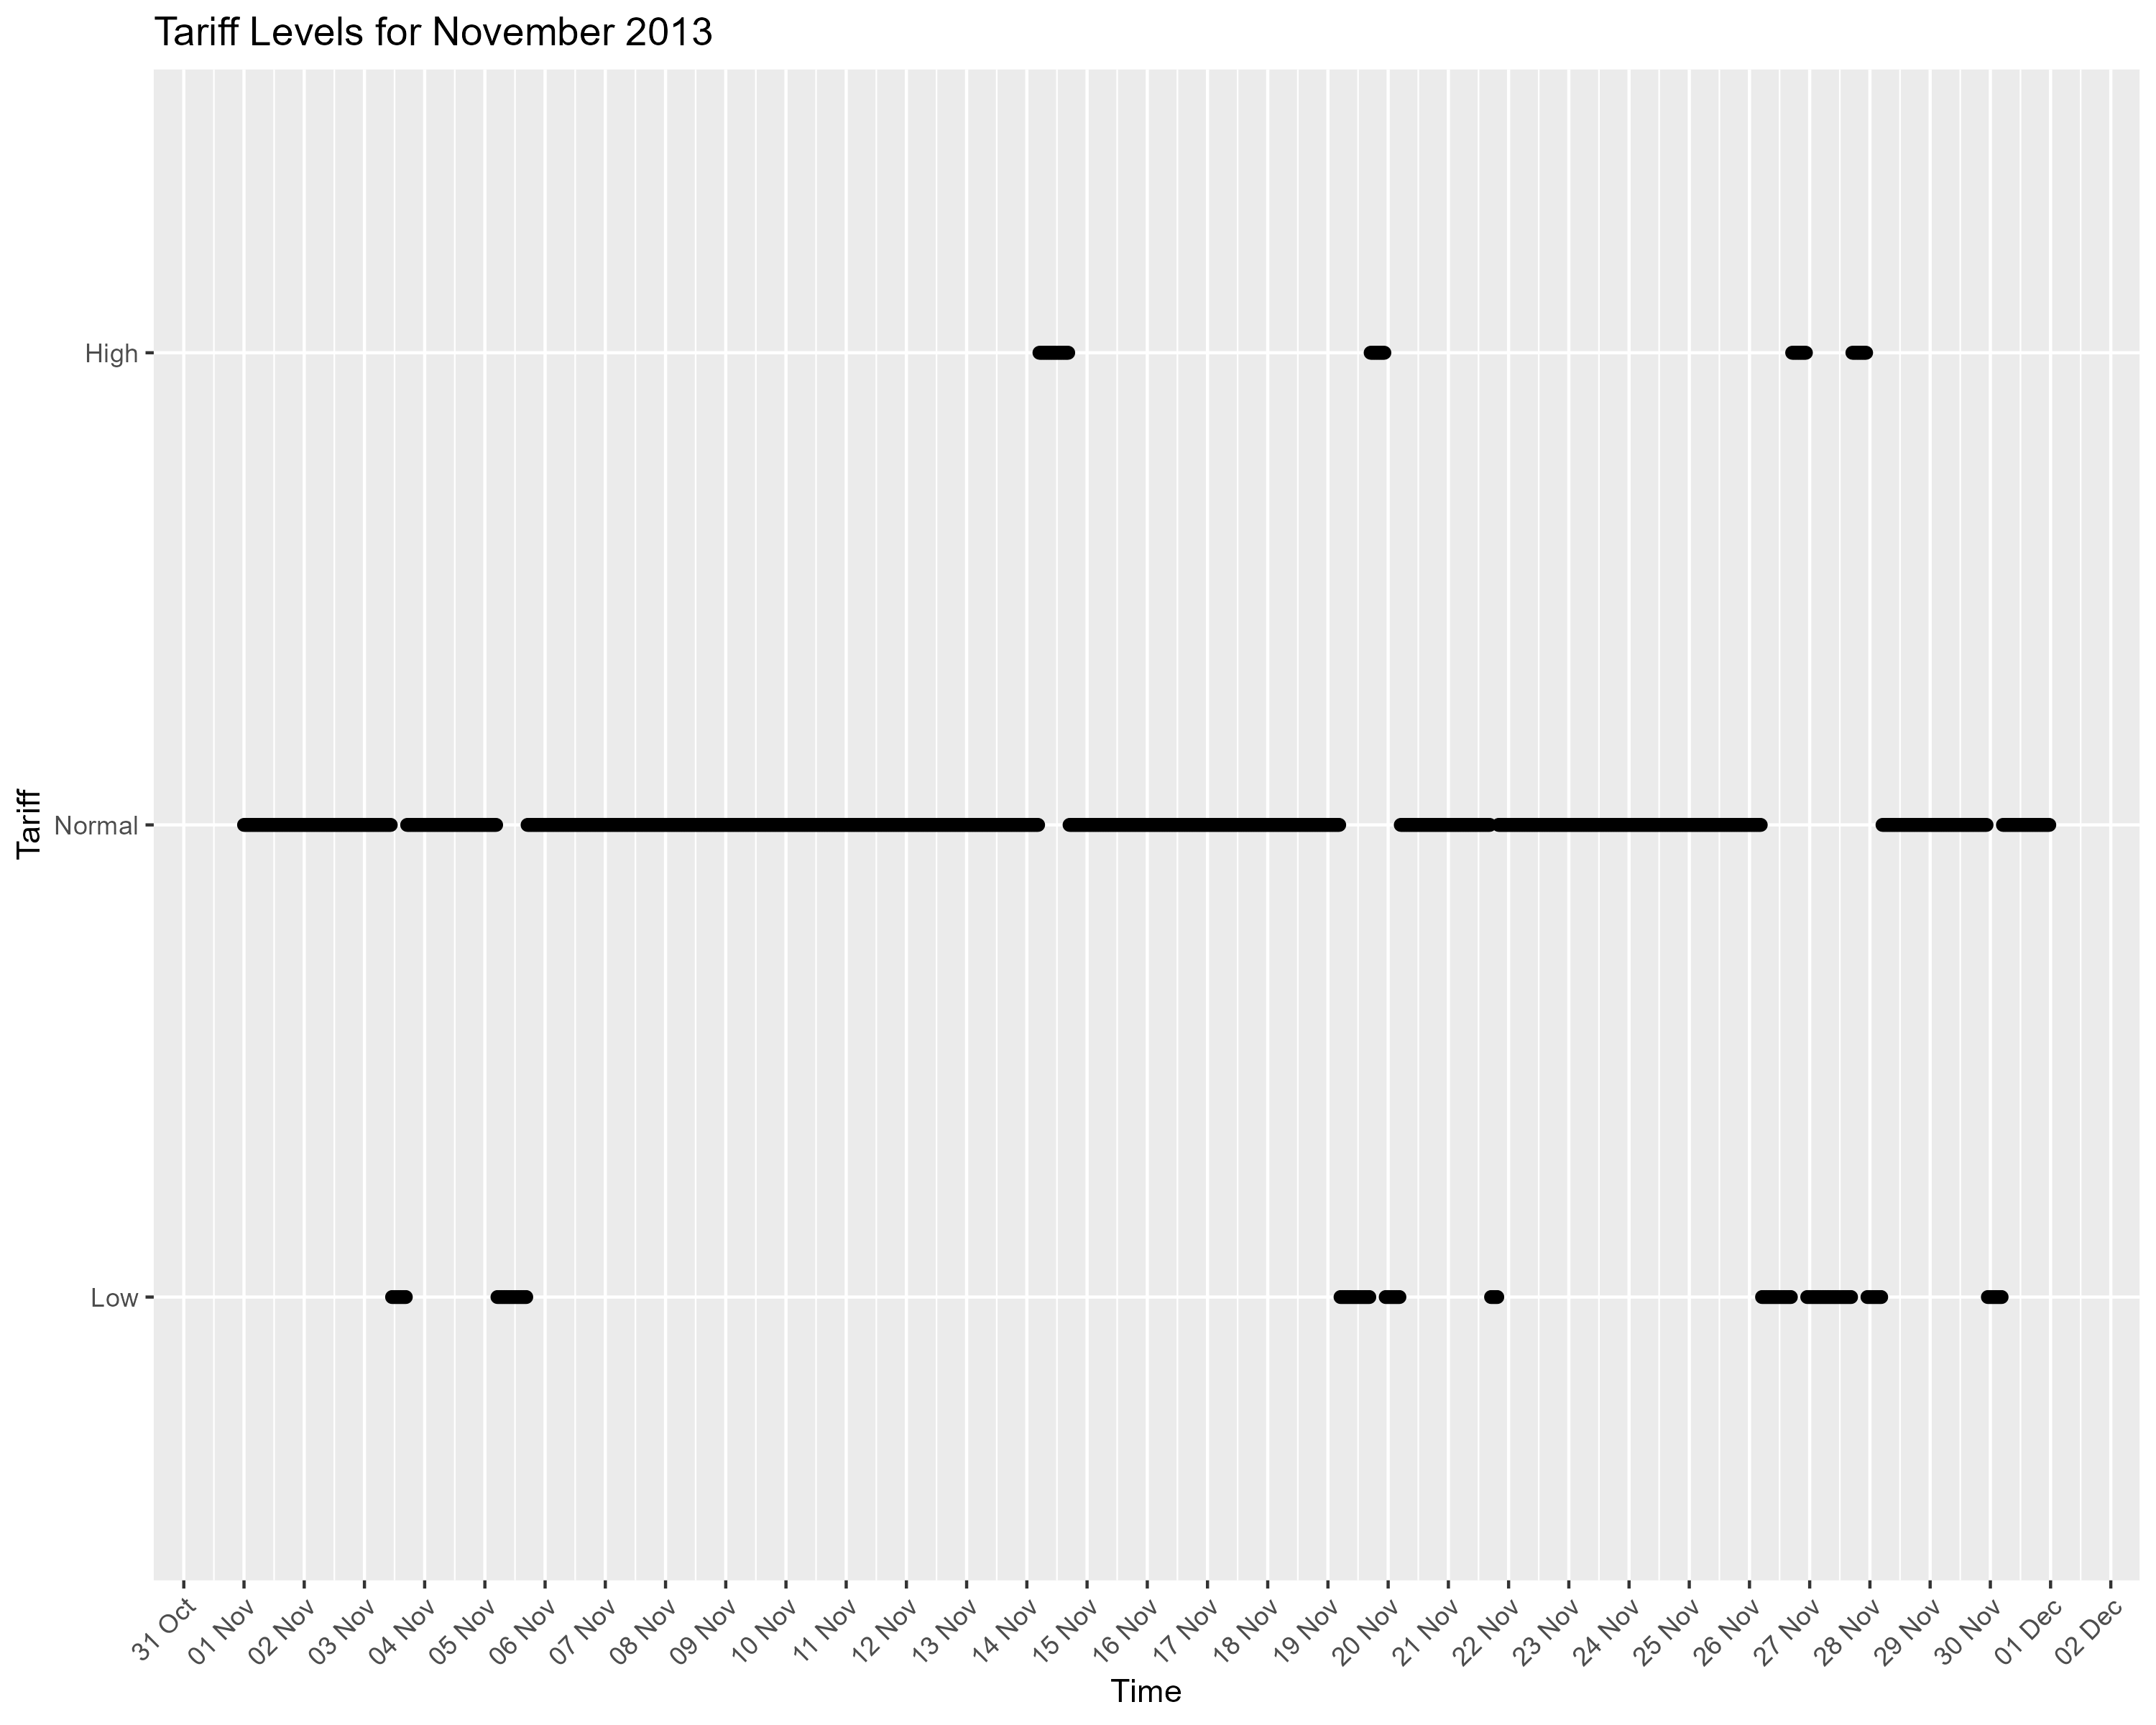 Tariff Levels for November 2013
High
Normal
Low
Tariff
31 Oct
01 Nov
02 Nov
03 Nov
04 Nov
05 Nov
06 Nov
07 Nov
08 Nov
09 Nov
10 Nov
11 Nov
12 Nov
13 Nov
14 Nov
15 Nov
16 Nov
17 Nov
18 Nov
19 Nov
20 Nov
21 Nov
22 Nov
23 Nov
24 Nov
25 Nov
26 Nov
27 Nov
28 Nov
29 Nov
30 Nov
01 Dec
02 Dec
Time